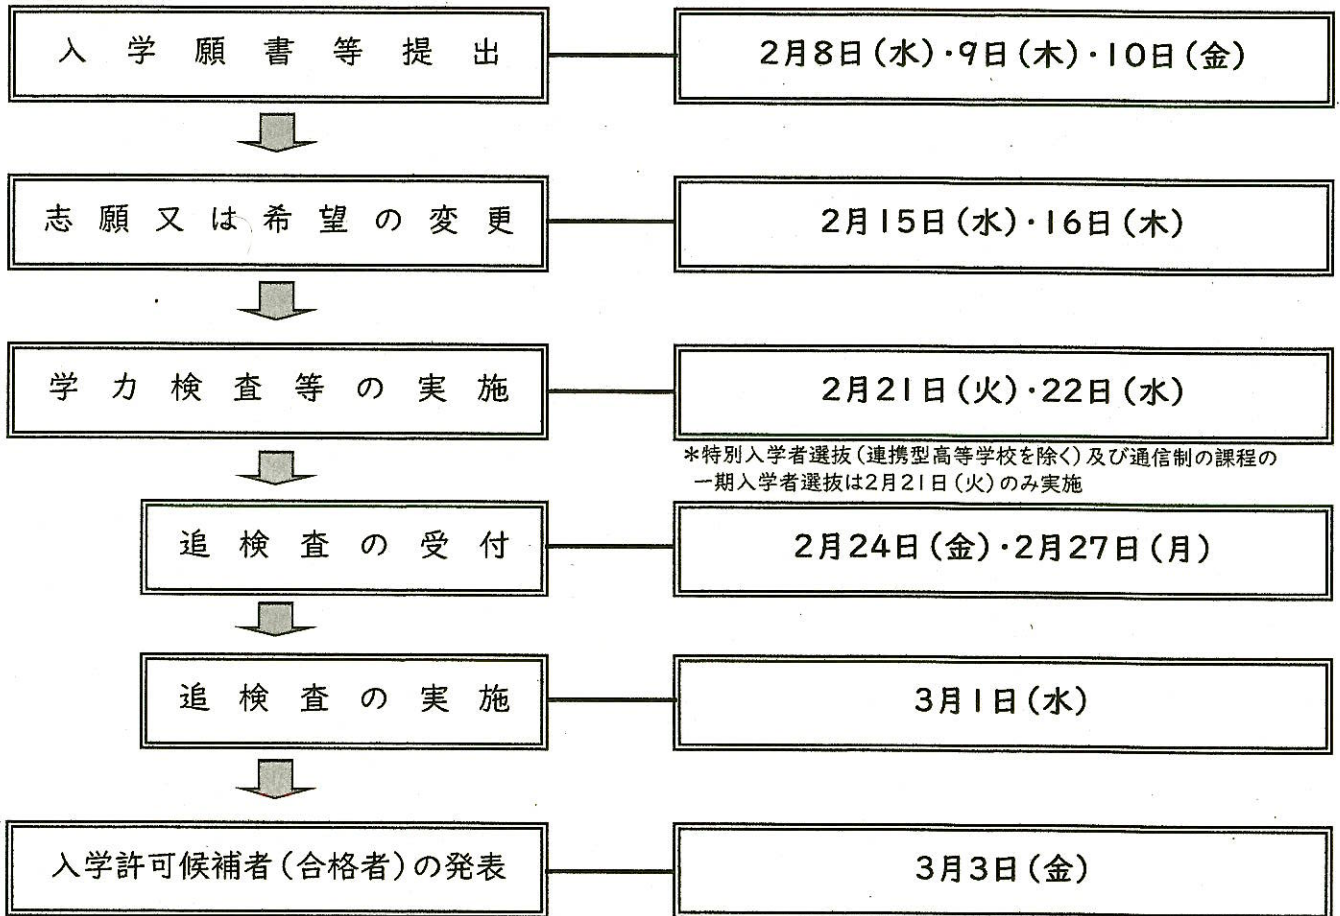 入学願書等提出
2月8日(水)・9日(木)・10日(金)
志願又は希望の変更
2月15日(水)・16日(木)
学力検査等の実施
2月21日(火)・22日(水)
*特別入学者選抜(連携型高等学校を除く)及び通信制の課程の
一期入学者選抜は2月21日(火)のみ実施
追検査の受付
2月24日(金)・2月27日(月)
追検査の実施
3月1日(水)
入学許可候補者(合格者)の発表
3月3日(金)